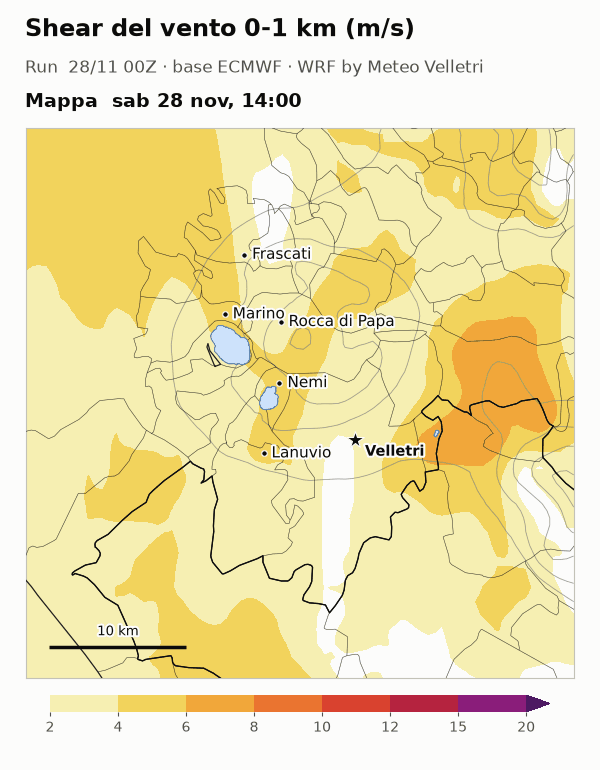 Shear del vento 0-1 km (m/s)
Run  28/11 00Z · base ECMWF · WRF by Meteo Velletri
Mappa  sab 28 nov, 14:00
Frascati
Marino
Rocca di Papa
Nemi
Velletri
Lanuvio
10 km
2 4 6 8 10 12 15 20